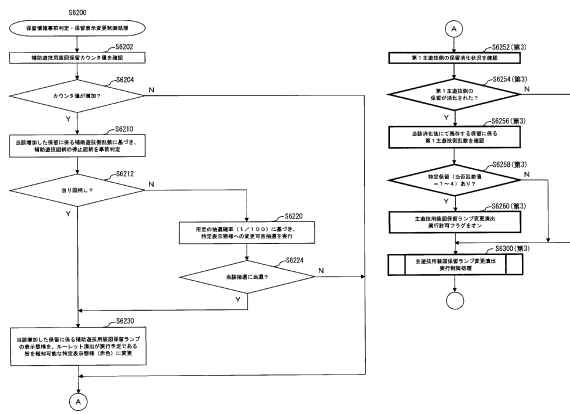 S6200
保留情報事前判定・保留表示変更制御処理
S6202
補助遊技用装図保留カウンタ値を確認
S6204
カウンタ値が増加?
N
Y
S6210
当該増加した保留に係る補助遊技側乱数に基づき、
補助遊技図柄の停止図柄を事前判定
S6212
当り図柄し?
N
Y
S6220
所定の抽選確率(1/100)に基づき、
特定表示態様への変更可否抽選を実行
S6224
当該抽選に当選?
N
Y
S6230
当該増加した保留に係る補助遊技用装図保留ランプ
の表示態様を、ルーレット演出が実行予定である
旨を報知可能な特定表示態様(赤色)に変更
A
A
S6252(第3)
第1主遊技側の保留消化状況を確認
S6254(第3)
第1主遊技側の
保留が消化された?
N
Y
S6256(第3)
当該消化後にて残存する保留に係る
第1主遊技側乱数を確認
S6258(第3)
特定保留(当否乱数値
=1~4)あり?
N
Y
S6260(第3)
主遊技用装図保留ランプ変更演出
実行許可フラグをオン
S6300(第3)
主遊技用装図保留ランプ変更演出
実行制御処理